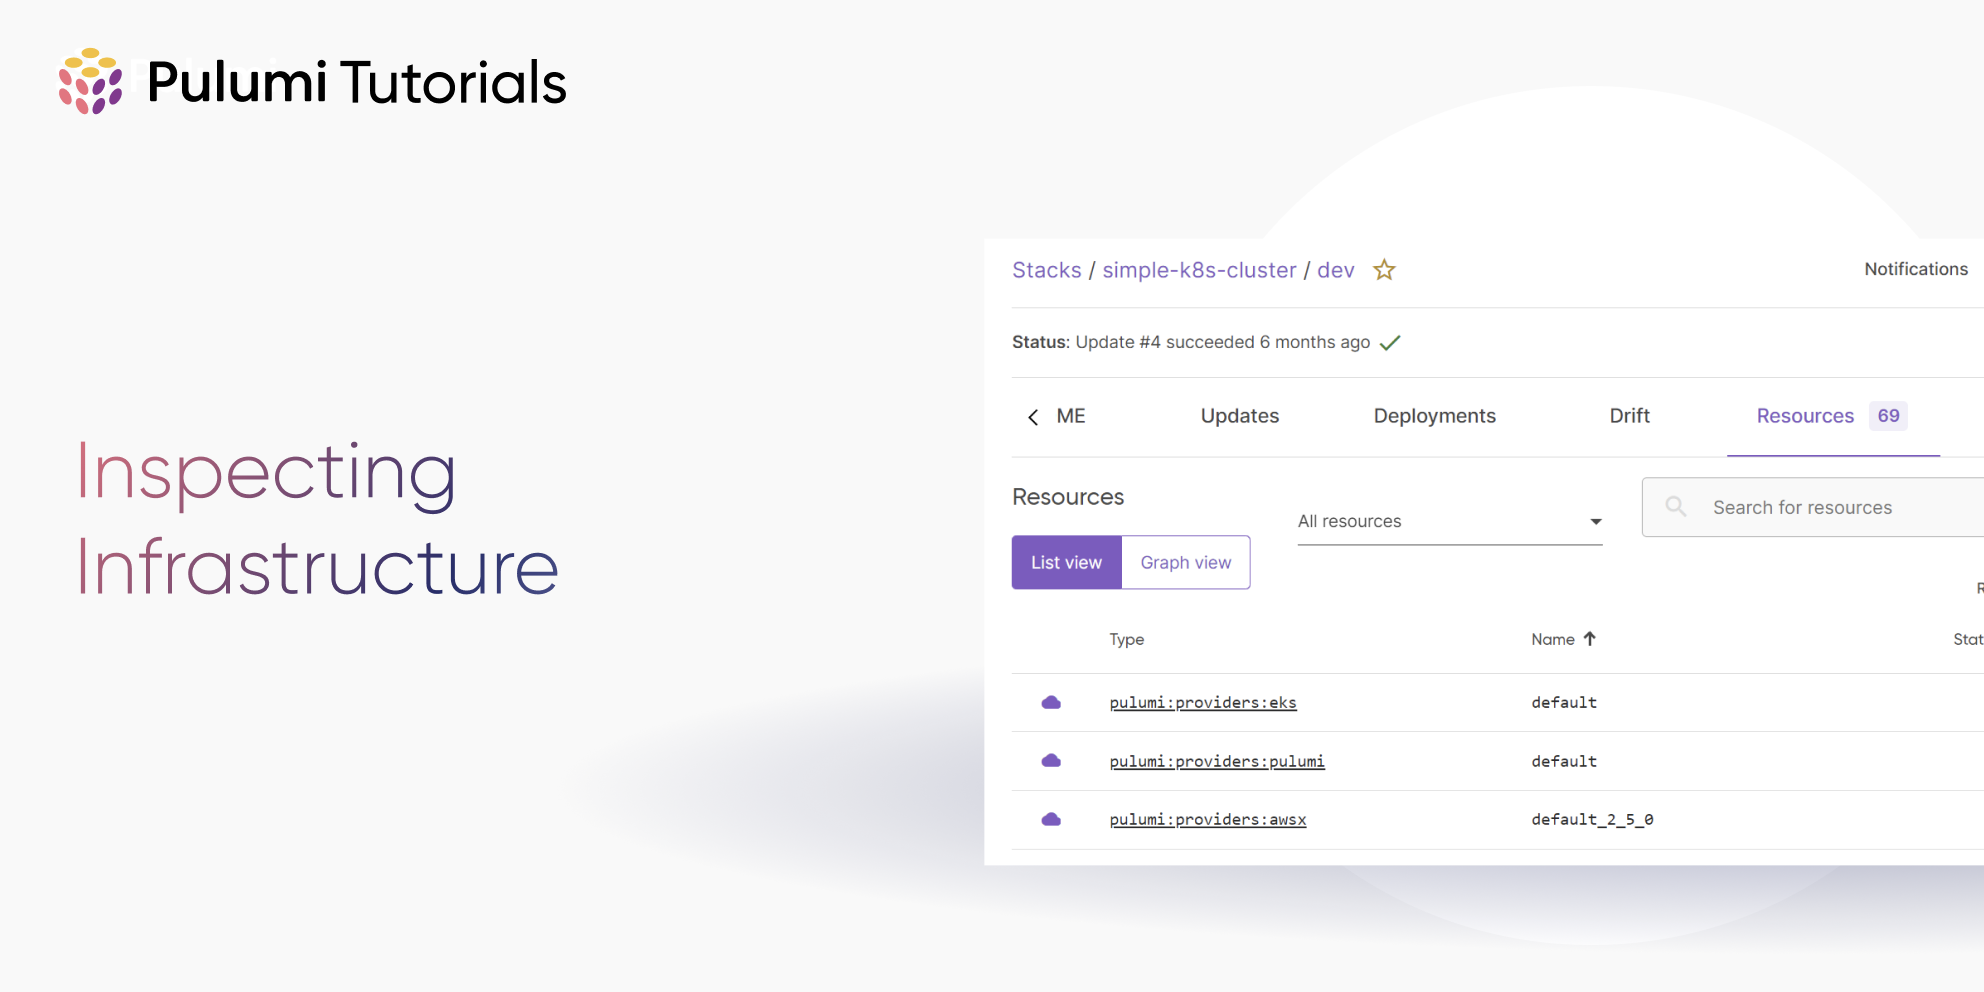 Pulumi Tutorials
Inspecting
Infrastructure
Stacks / simple-k8s-cluster / dev
Notifications
Status: Update #4 succeeded 6 months ago
ME Updates Deployments Drift Resources 69
Resources
All resources
Search for resources
List view Graph view
Type Name
pulumi:providers:eks default
pulumi:providers:pulumi default
pulumi:providers:awsx default_2_5_0